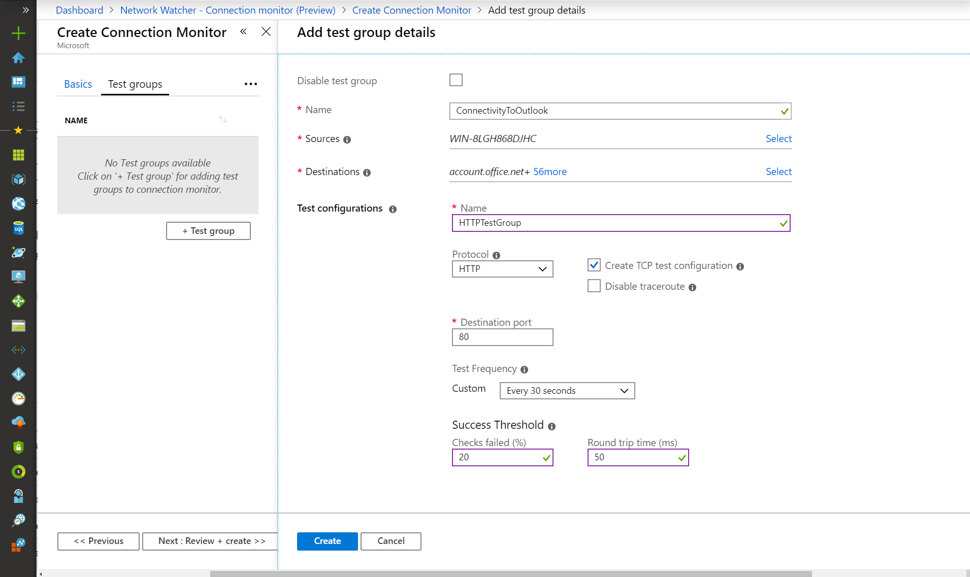 Dashboard > Network Watcher - Connection monitor (Preview) > Create Connection Monitor > Add test group details
Create Connection Monitor
Microsoft
Basics
Test groups
NAME
No Test groups available
Click on '+ Test group' for adding test
groups to connection monitor.
+ Test group
<< Previous
Next : Review + create >>
Add test group details
Disable test group
* Name
ConnectivityToOutlook
* Sources
WIN-8LGH868DJHC
Select
* Destinations
account.office.net+ 56more
Select
Test configurations
* Name
HTTPTestGroup
Protocol
HTTP
Create TCP test configuration
Disable traceroute
* Destination port
80
Test Frequency
Custom
Every 30 seconds
Success Threshold
Checks failed (%)
20
Round trip time (ms)
50
Create
Cancel